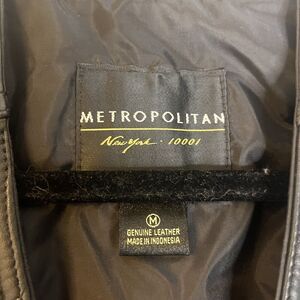 METROPOLITAN
New York · 10001
M
GENUINE LEATHER
MADE IN INDONESIA